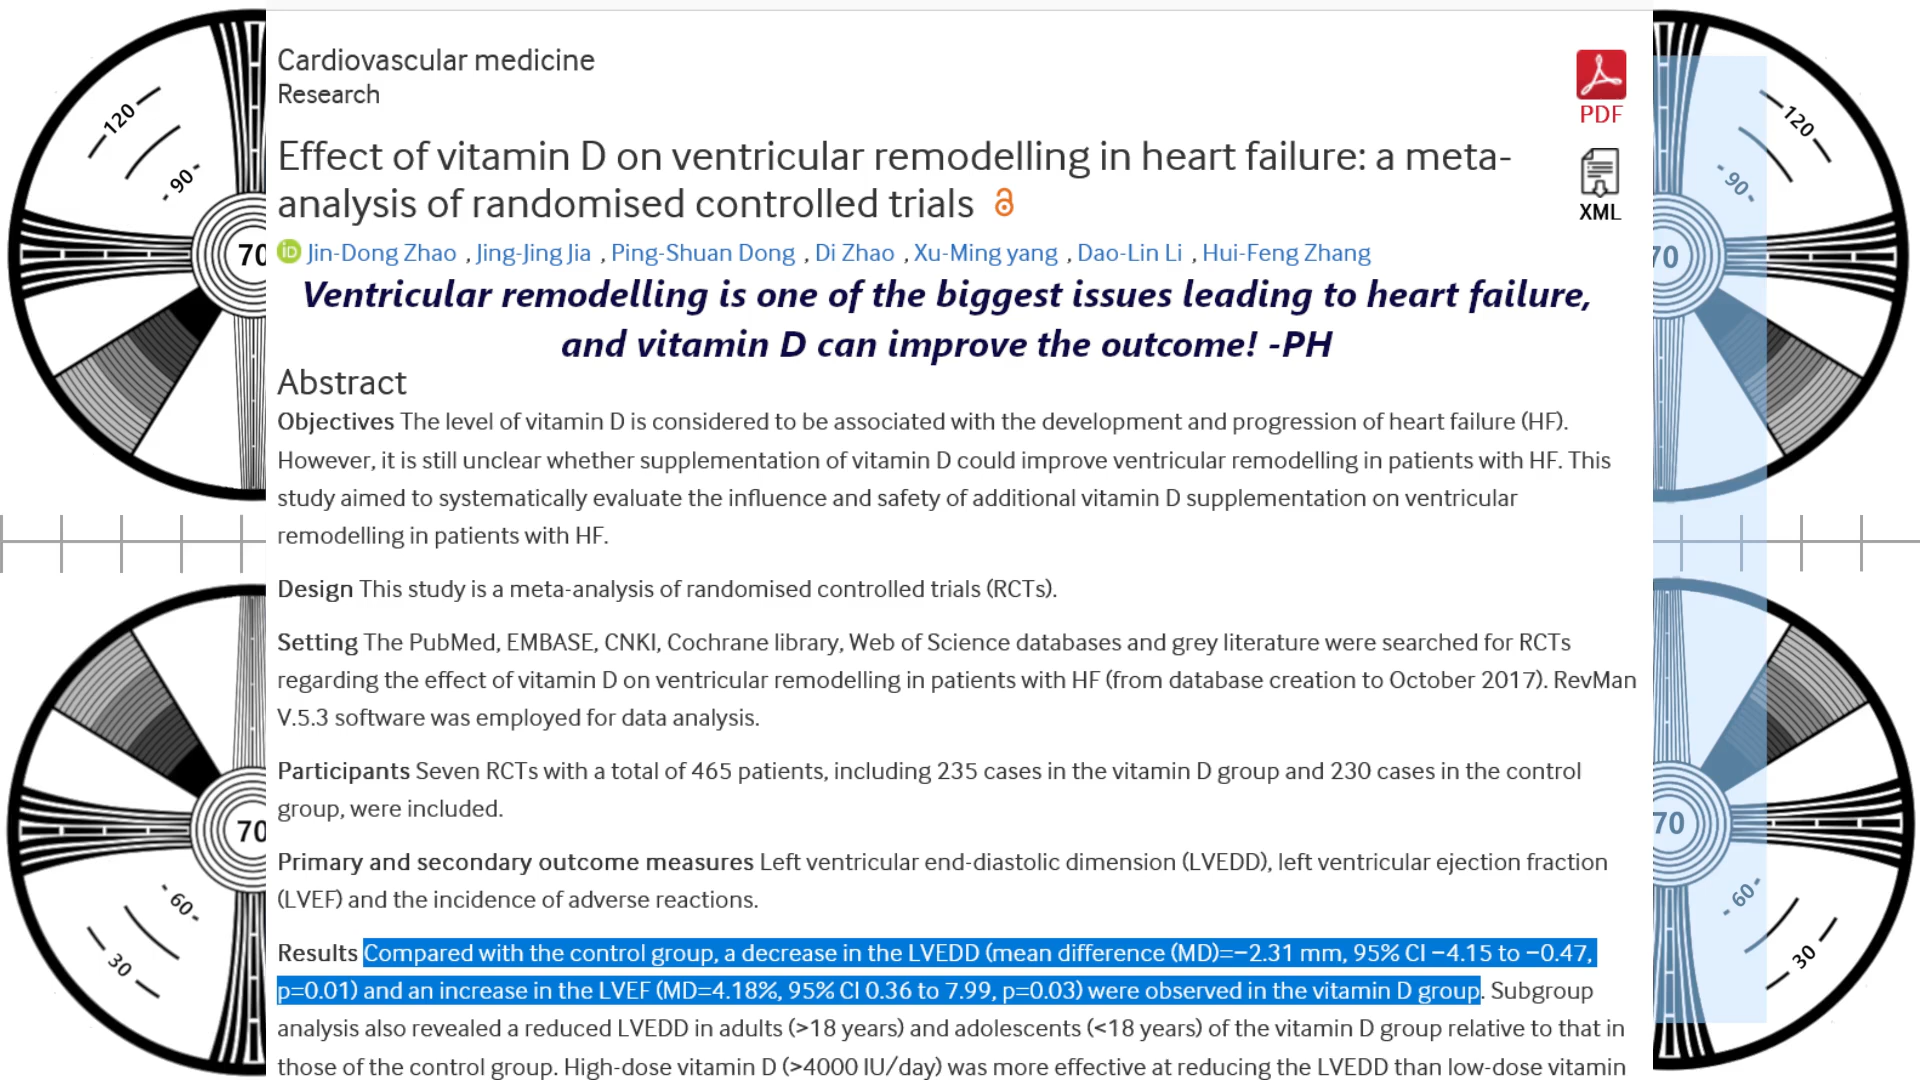 Cardiovascular medicine
Research
PDF
XML
Effect of vitamin D on ventricular remodelling in heart failure: a meta-
analysis of randomised controlled trials
iD Jin-Dong Zhao , Jing-Jing Jia , Ping-Shuan Dong , Di Zhao , Xu-Ming yang , Dao-Lin Li , Hui-Feng Zhang
Ventricular remodelling is one of the biggest issues leading to heart failure,
and vitamin D can improve the outcome! -PH
Abstract
Objectives The level of vitamin D is considered to be associated with the development and progression of heart failure (HF).
However, it is still unclear whether supplementation of vitamin D could improve ventricular remodelling in patients with HF. This
study aimed to systematically evaluate the influence and safety of additional vitamin D supplementation on ventricular
remodelling in patients with HF.
Design This study is a meta-analysis of randomised controlled trials (RCTs).
Setting The PubMed, EMBASE, CNKI, Cochrane library, Web of Science databases and grey literature were searched for RCTs
regarding the effect of vitamin D on ventricular remodelling in patients with HF (from database creation to October 2017). RevMan
V.5.3 software was employed for data analysis.
Participants Seven RCTs with a total of 465 patients, including 235 cases in the vitamin D group and 230 cases in the control
group, were included.
Primary and secondary outcome measures Left ventricular end-diastolic dimension (LVEDD), left ventricular ejection fraction
(LVEF) and the incidence of adverse reactions.
Results Compared with the control group, a decrease in the LVEDD (mean difference (MD)=−2.31 mm, 95% CI −4.15 to −0.47,
p=0.01) and an increase in the LVEF (MD=4.18%, 95% CI 0.36 to 7.99, p=0.03) were observed in the vitamin D group. Subgroup
analysis also revealed a reduced LVEDD in adults (>18 years) and adolescents (<18 years) of the vitamin D group relative to that in
those of the control group. High-dose vitamin D (>4000 IU/day) was more effective at reducing the LVEDD than low-dose vitamin
120
- 90 -
70
120
- 90 -
70
70
- 60 -
30
70
- 60 -
30